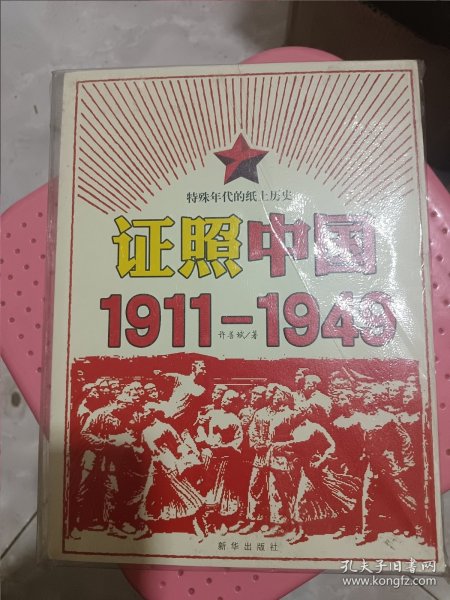 特殊年代的纸上历史
证照中国
1911-1949
许善斌/著
新华出版社
孔夫子旧书网
www.kongfz.com